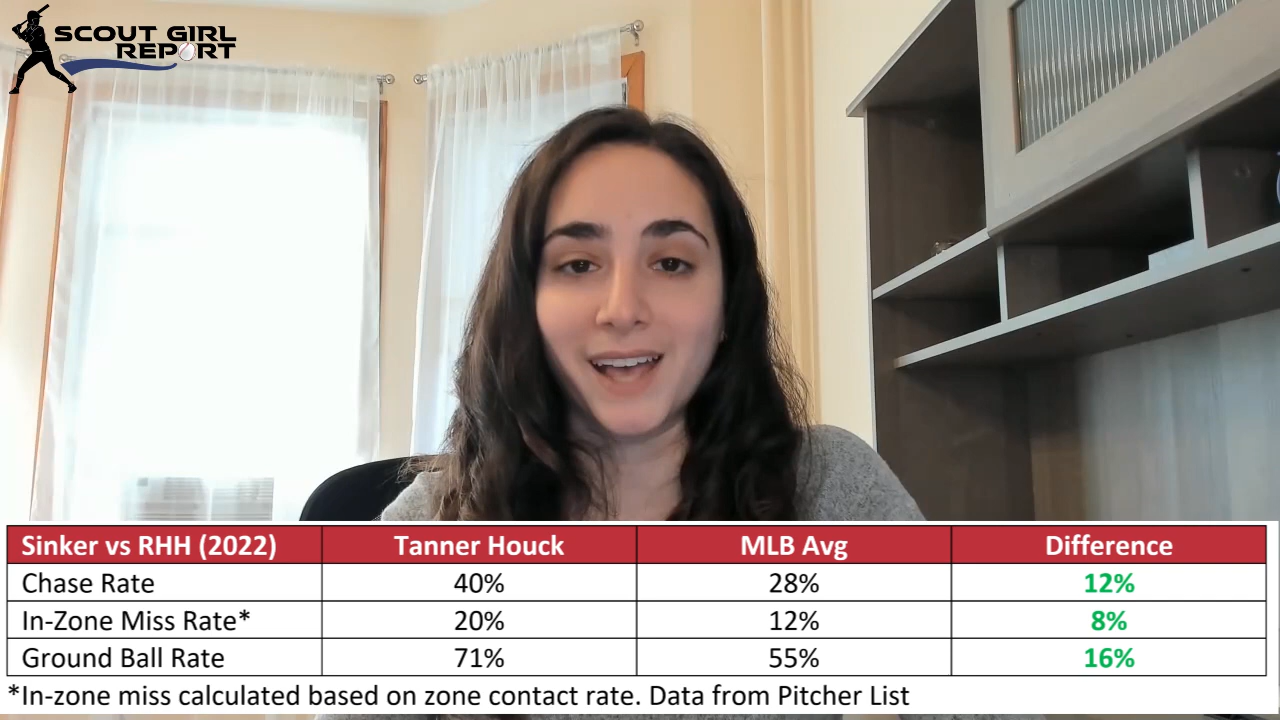 SCOUT GIRL
REPORT
Sinker vs RHH (2022) Tanner Houck MLB Avg Difference
Chase Rate 40% 28% 12%
In-Zone Miss Rate* 20% 12% 8%
Ground Ball Rate 71% 55% 16%
*In-zone miss calculated based on zone contact rate. Data from Pitcher List